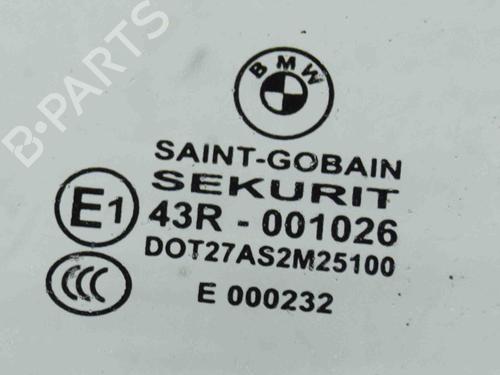 B-PARTS
BMW
SAINT-GOBAIN
SEKURIT
E1 43R - 001026
DOT27AS2M25100
CCC E 000232